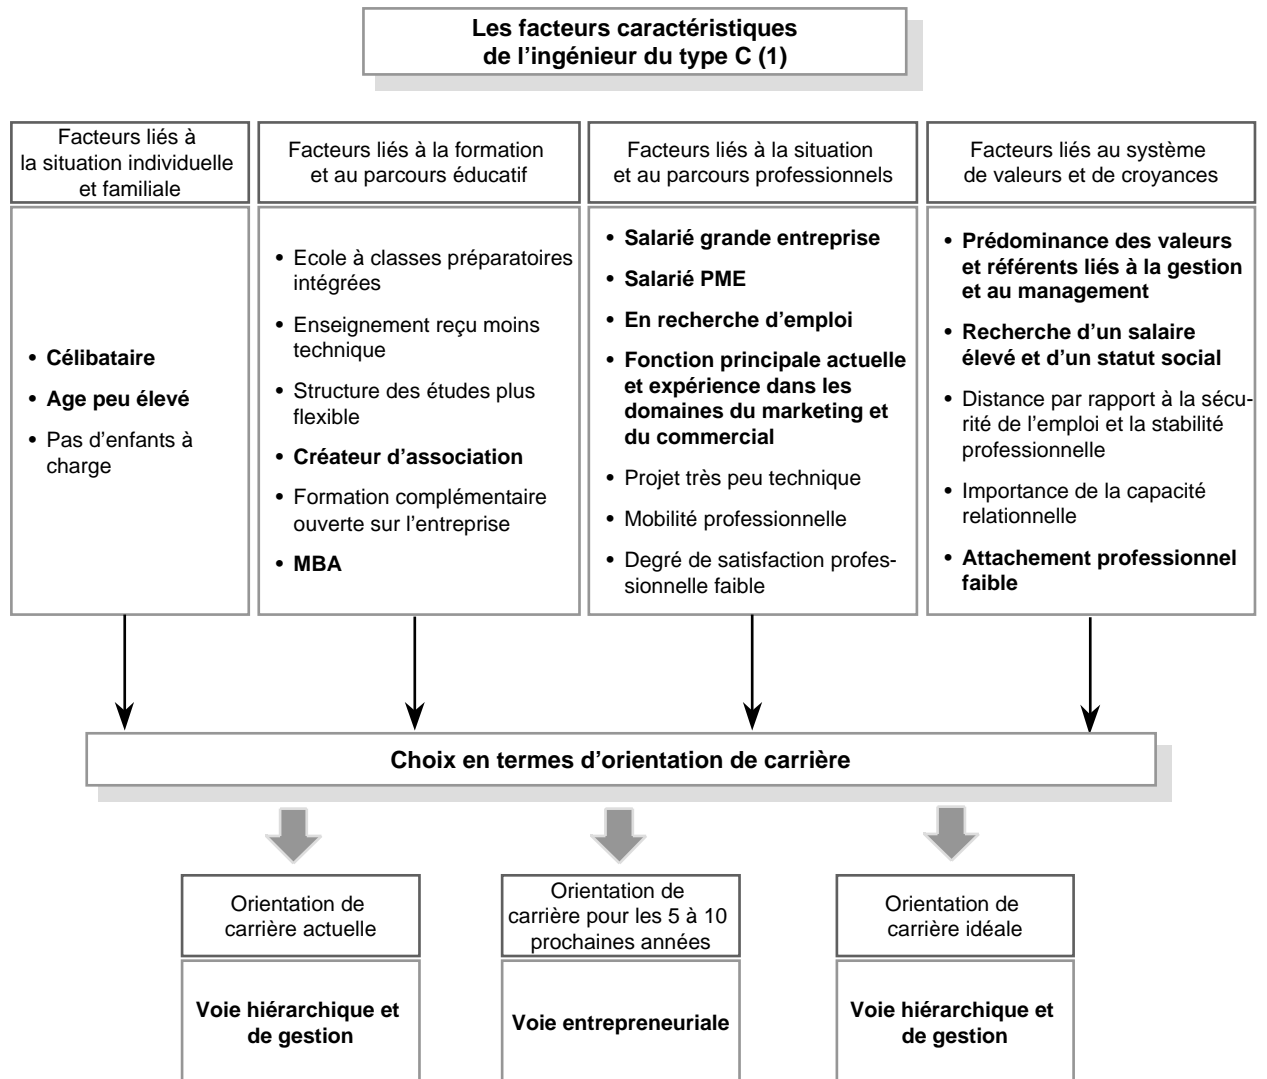 Les facteurs caractéristiques
de l’ingénieur du type C (1)
Facteurs liés à
la situation individuelle
et familiale
• Célibataire
• Age peu élevé
• Pas d’enfants à
charge
Facteurs liés à la formation
et au parcours éducatif
• Ecole à classes préparatoires
intégrées
• Enseignement reçu moins
technique
• Structure des études plus
flexible
• Créateur d’association
• Formation complémentaire
ouverte sur l’entreprise
• MBA
Facteurs liés à la situation
et au parcours professionnels
• Salarié grande entreprise
• Salarié PME
• En recherche d’emploi
• Fonction principale actuelle
et expérience dans les
domaines du marketing et
du commercial
• Projet très peu technique
• Mobilité professionnelle
• Degré de satisfaction profes-
sionnelle faible
Facteurs liés au système
de valeurs et de croyances
• Prédominance des valeurs
et référents liés à la gestion
et au management
• Recherche d’un salaire
élevé et d’un statut social
• Distance par rapport à la sécu-
rité de l’emploi et la stabilité
professionnelle
• Importance de la capacité
relationnelle
• Attachement professionnel
faible
Choix en termes d’orientation de carrière
Orientation de
carrière actuelle
Voie hiérarchique et
de gestion
Orientation de
carrière pour les 5 à 10
prochaines années
Voie entrepreneuriale
Orientation de
carrière idéale
Voie hiérarchique et
de gestion